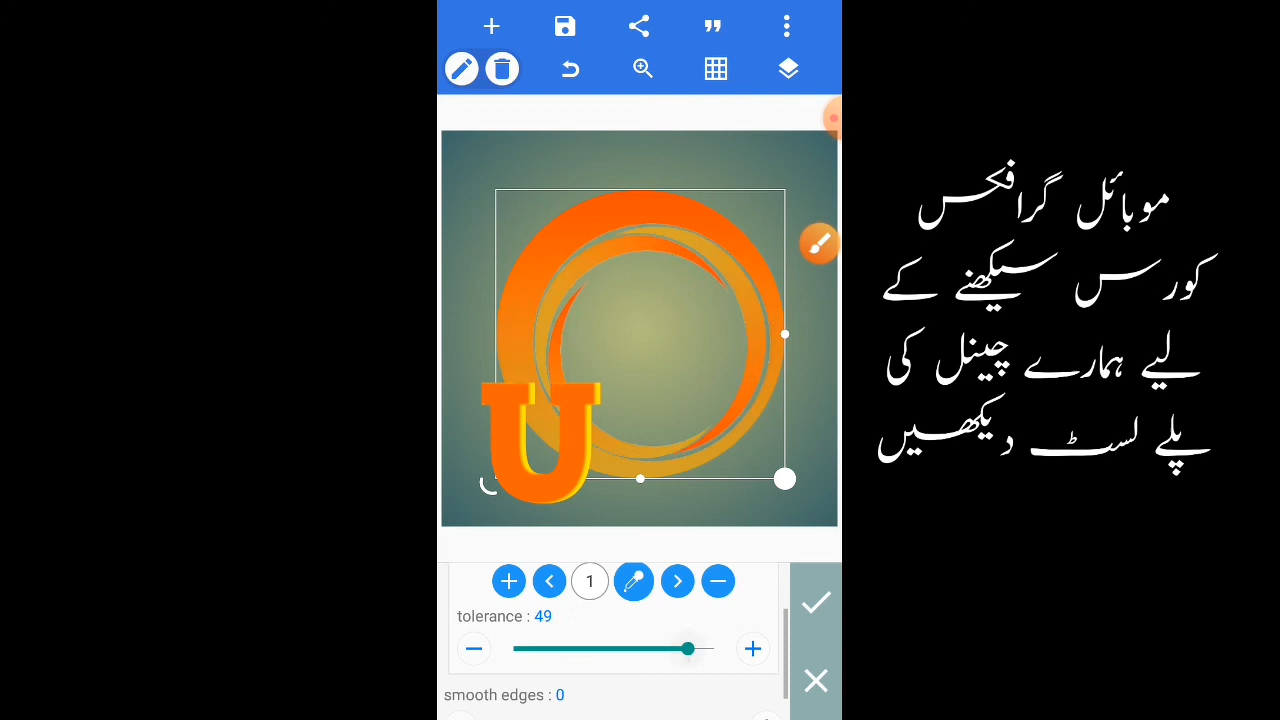 U
1
tolerance : 49
smooth edges : 0
موبائل گرافکس
کورس سیکھنے کے
لیے ہمارے چینل کی
پلے لسٹ دیکھیں